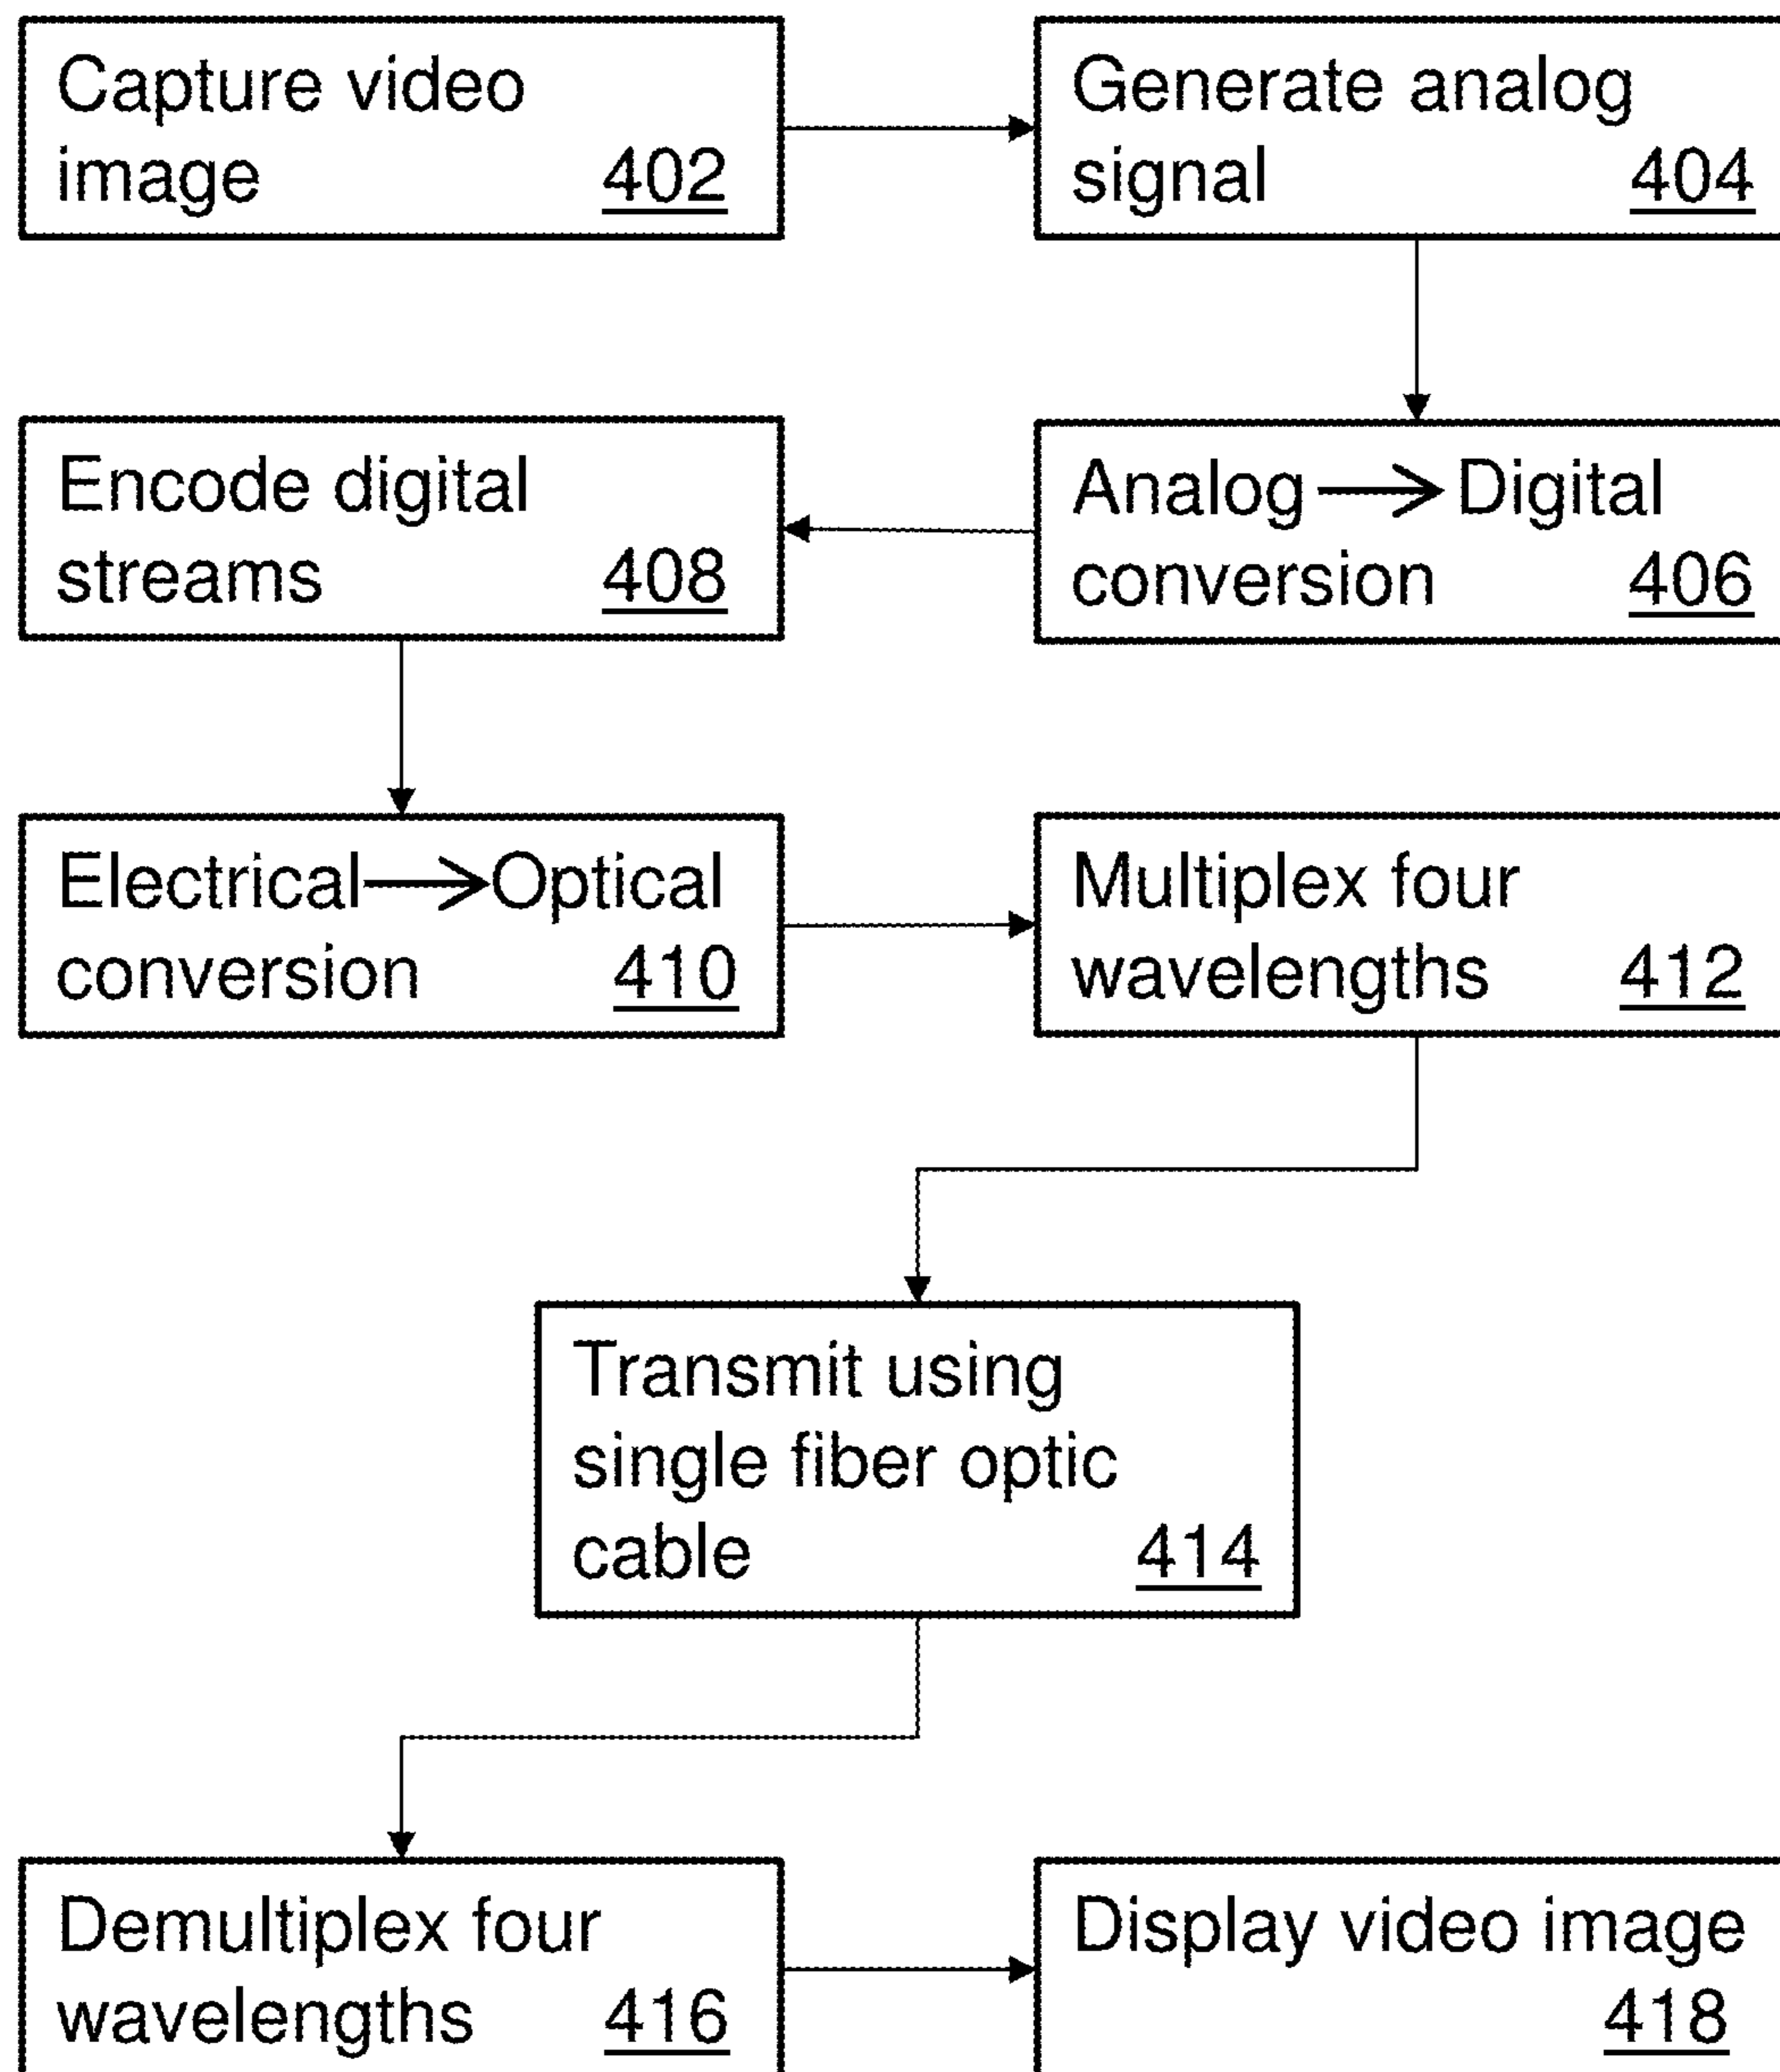 Capture video
image 402
Generate analog
signal 404
Analog → Digital
conversion 406
Encode digital
streams 408
Electrical → Optical
conversion 410
Multiplex four
wavelengths 412
Transmit using
single fiber optic
cable 414
Demultiplex four
wavelengths 416
Display video image
418